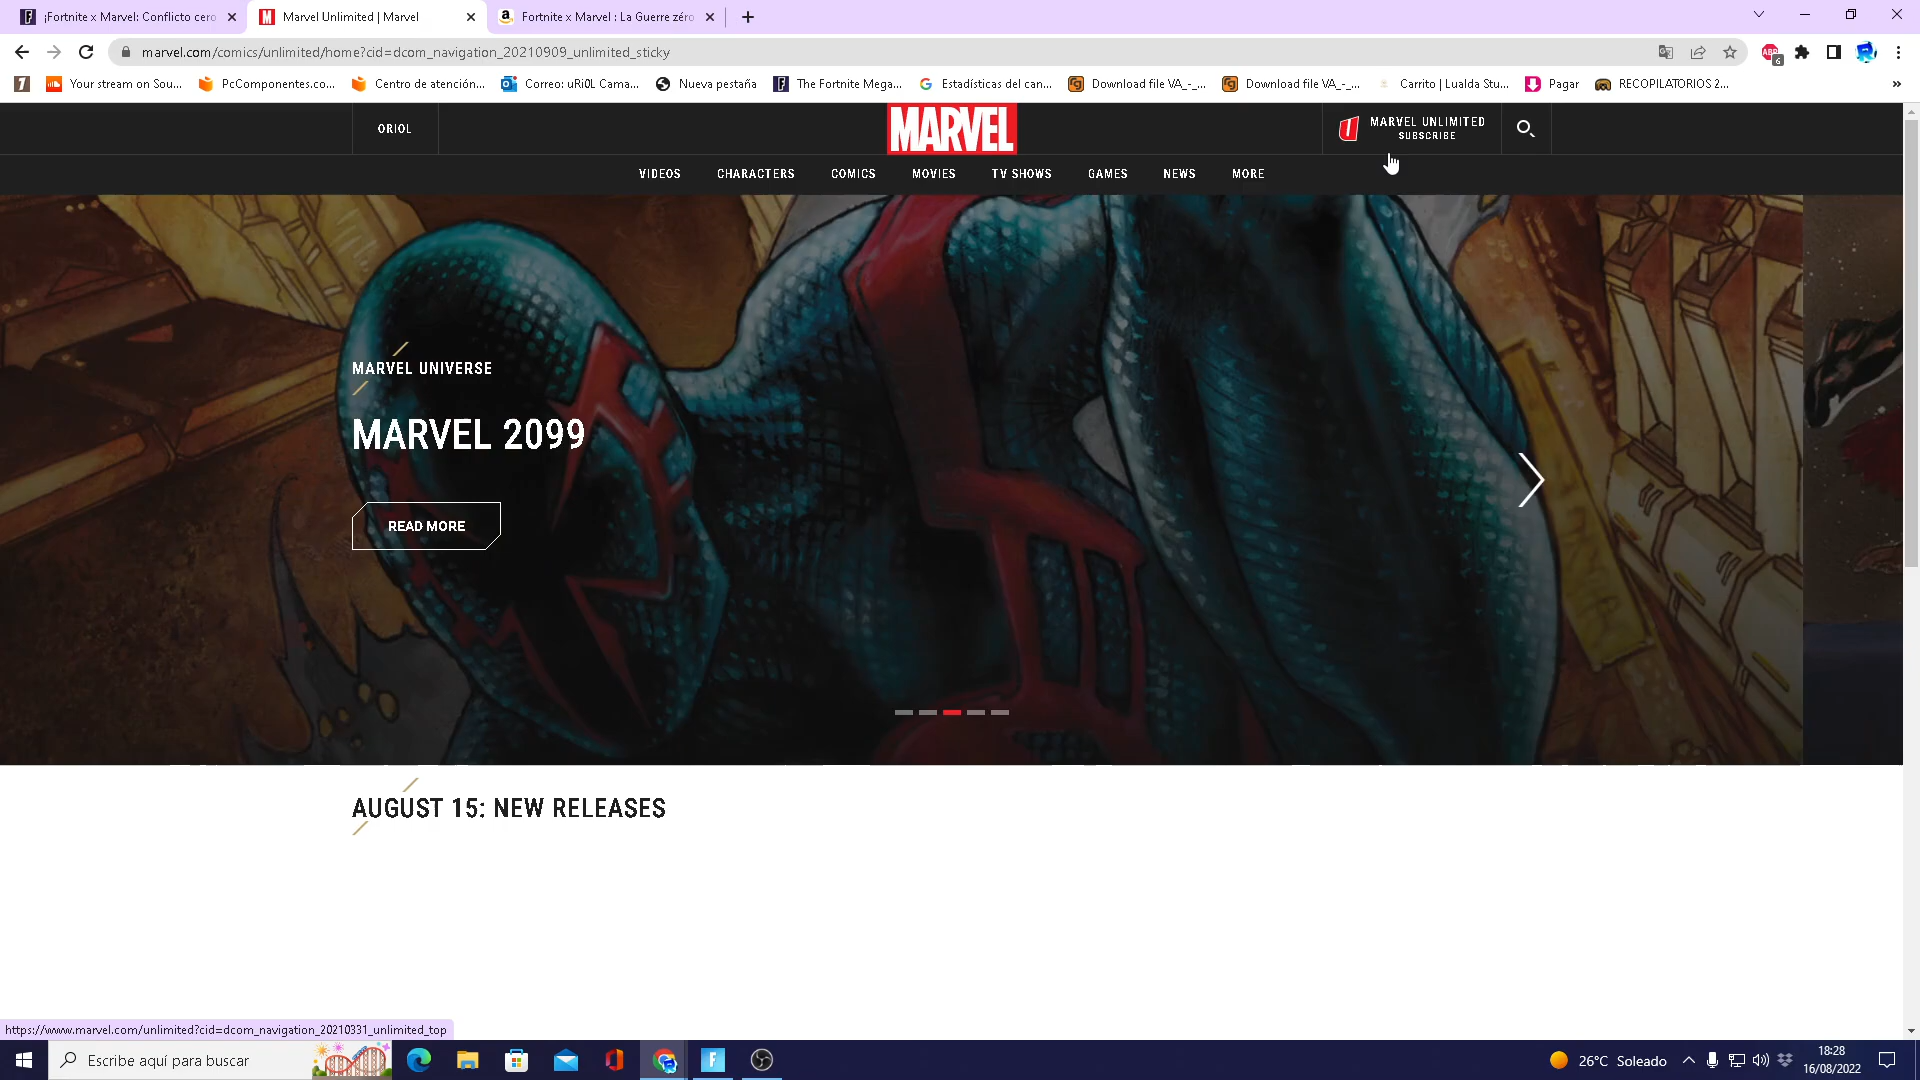 ¡Fortnite x Marvel: Conflicto cero
Marvel Unlimited | Marvel
Fortnite x Marvel : La Guerre zéro
marvel.com/comics/unlimited/home?cid=dcom_navigation_20210909_unlimited_sticky
ABP 6
Your stream on Sou...
PcComponentes.co...
Centro de atención...
Correo: uRi0L Cama...
Nueva pestaña
The Fortnite Mega...
Estadísticas del can...
Download file VA_-_...
Download file VA_-_...
Carrito | Lualda Stu...
Pagar
RECOPILATORIOS 2...
»
ORIOL
MARVEL
MARVEL UNLIMITED
SUBSCRIBE
VIDEOS CHARACTERS COMICS MOVIES TV SHOWS GAMES NEWS MORE
MARVEL UNIVERSE
MARVEL 2099
READ MORE
AUGUST 15: NEW RELEASES
https://www.marvel.com/unlimited?cid=dcom_navigation_20210331_unlimited_top
Escribe aquí para buscar
26°C Soleado
18:28
16/08/2022